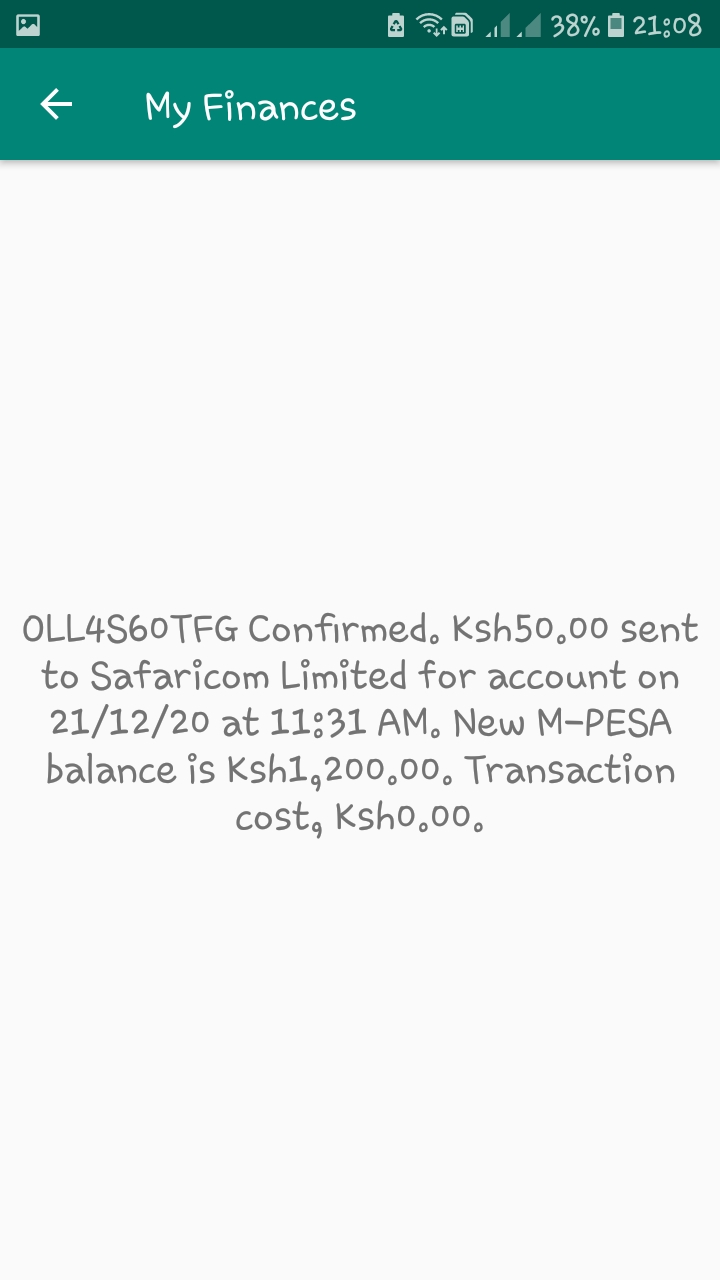 38% 21:08
My Finances
OLL4S60TFG Confirmed. Ksh50.00 sent
to Safaricom Limited for account on
21/12/20 at 11:31 AM. New M-PESA
balance is Ksh1,200.00. Transaction
cost, Ksh0.00.